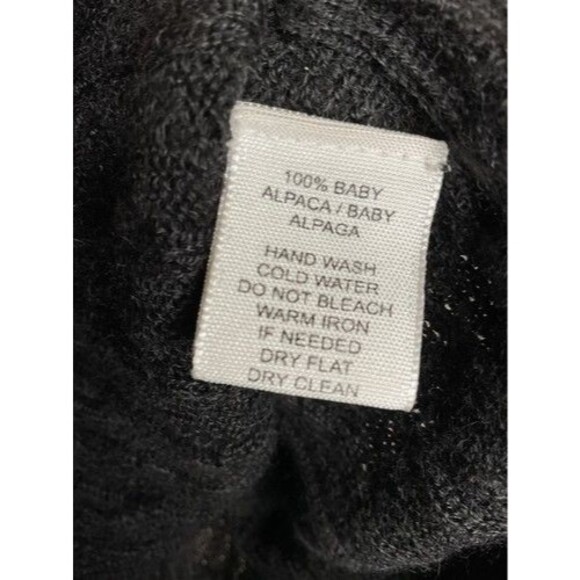 100% BABY
ALPACA / BABY
ALPAGA
HAND WASH
COLD WATER
DO NOT BLEACH
WARM IRON
IF NEEDED
DRY FLAT
DRY CLEAN